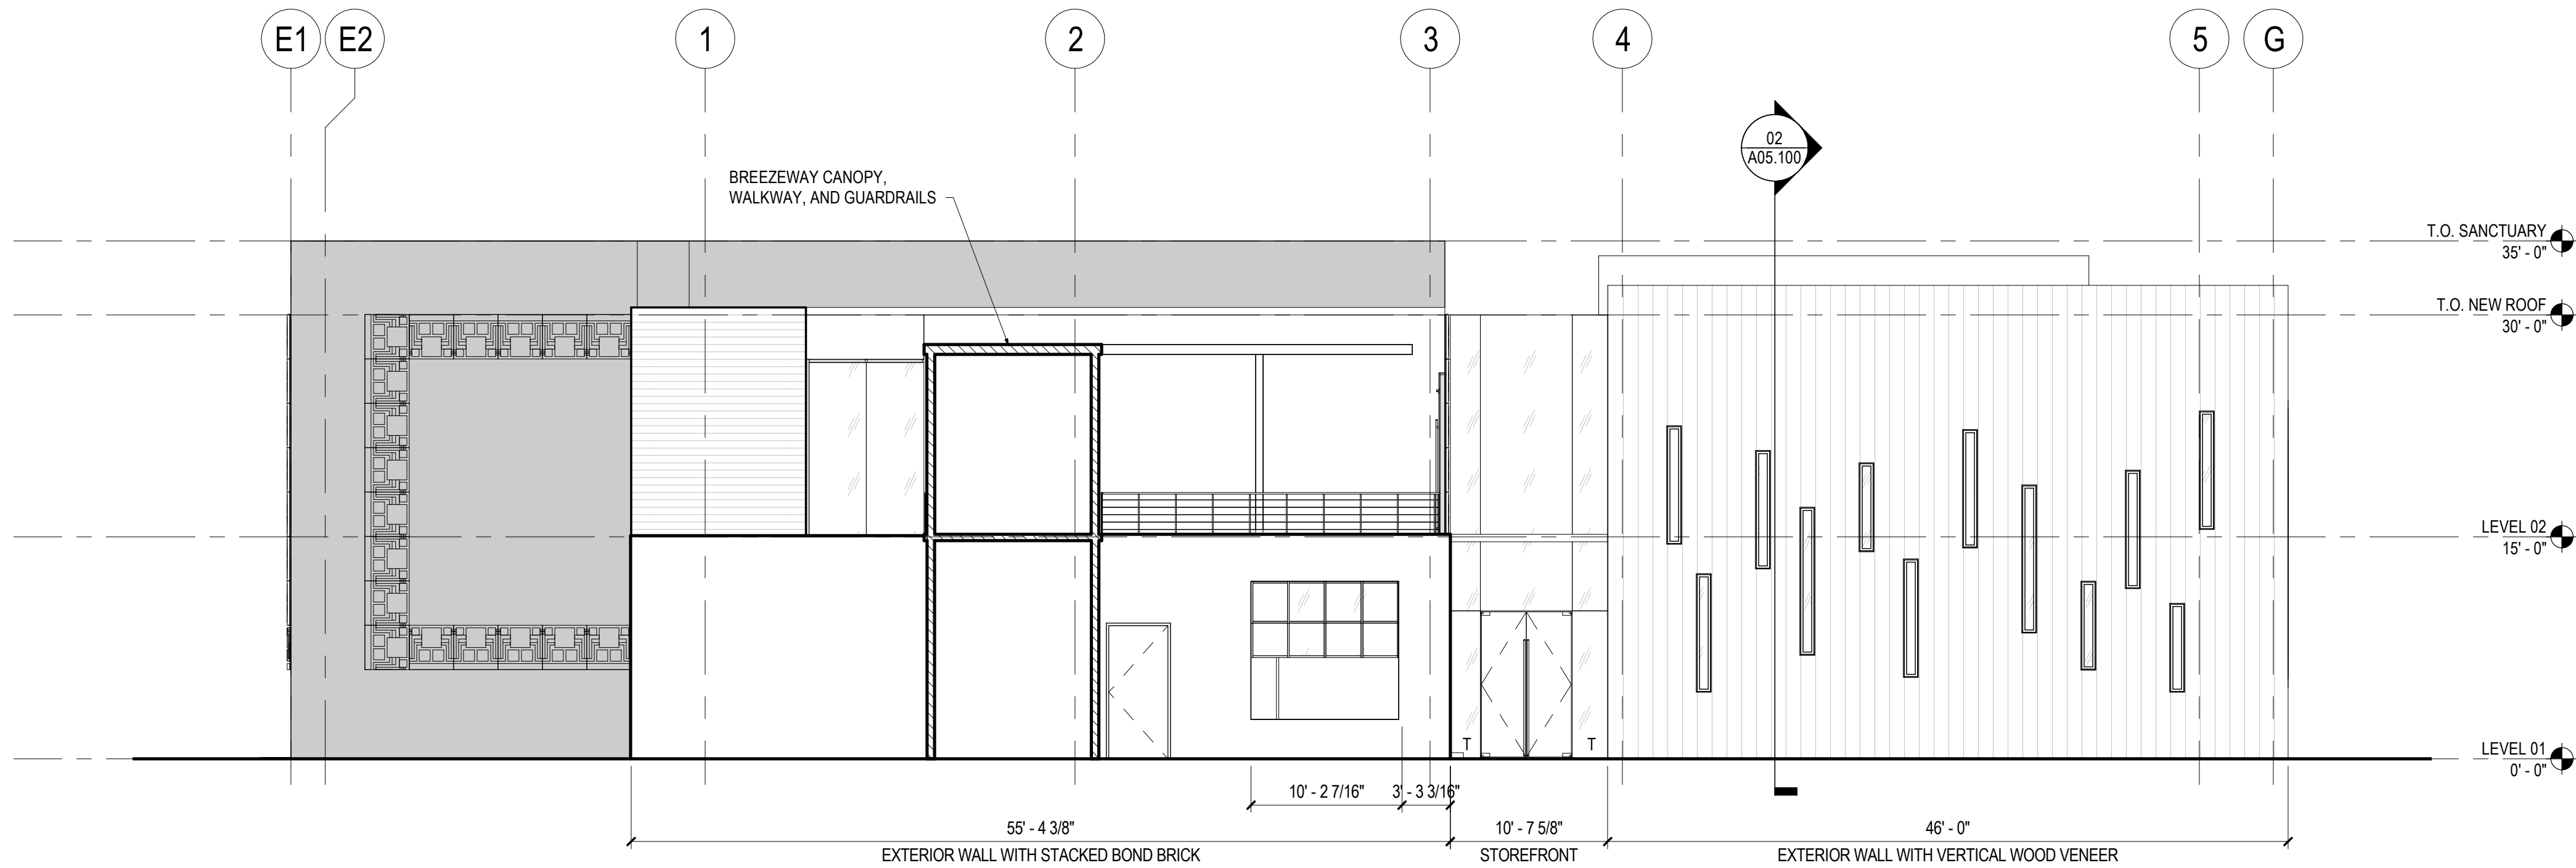 E1
E2
1
2
3
4
5
G
02
A05.100
BREEZEWAY CANOPY,
WALKWAY, AND GUARDRAILS
T.O. SANCTUARY
35' - 0"
T.O. NEW ROOF
30' - 0"
LEVEL 02
15' - 0"
T
T
LEVEL 01
0' - 0"
10' - 2 7/16"
3' - 3 3/16"
55' - 4 3/8"
10' - 7 5/8"
46' - 0"
EXTERIOR WALL WITH STACKED BOND BRICK
STOREFRONT
EXTERIOR WALL WITH VERTICAL WOOD VENEER